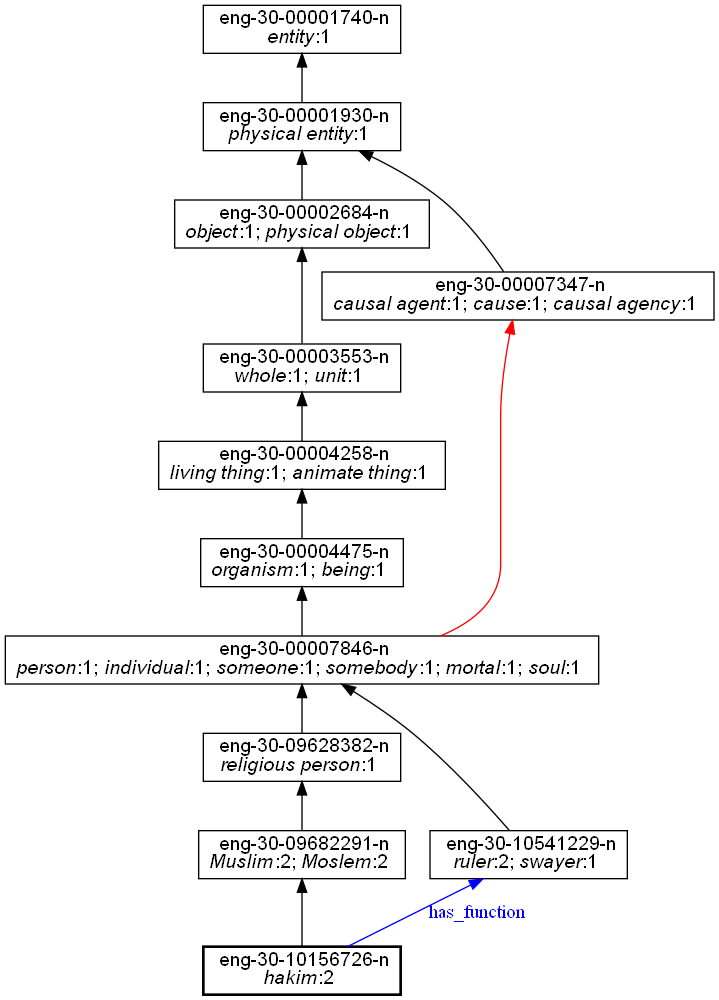 eng-30-00001740-n
entity:1
eng-30-00001930-n
physical entity:1
eng-30-00002684-n
object:1; physical object:1
eng-30-00007347-n
causal agent:1; cause:1; causal agency:1
eng-30-00003553-n
whole:1; unit:1
eng-30-00004258-n
living thing:1; animate thing:1
eng-30-00004475-n
organism:1; being:1
eng-30-00007846-n
person:1; individual:1; someone:1; somebody:1; mortal:1; soul:1
eng-30-09628382-n
religious person:1
eng-30-09682291-n
Muslim:2; Moslem:2
eng-30-10541229-n
ruler:2; swayer:1
has_function
eng-30-10156726-n
hakim:2